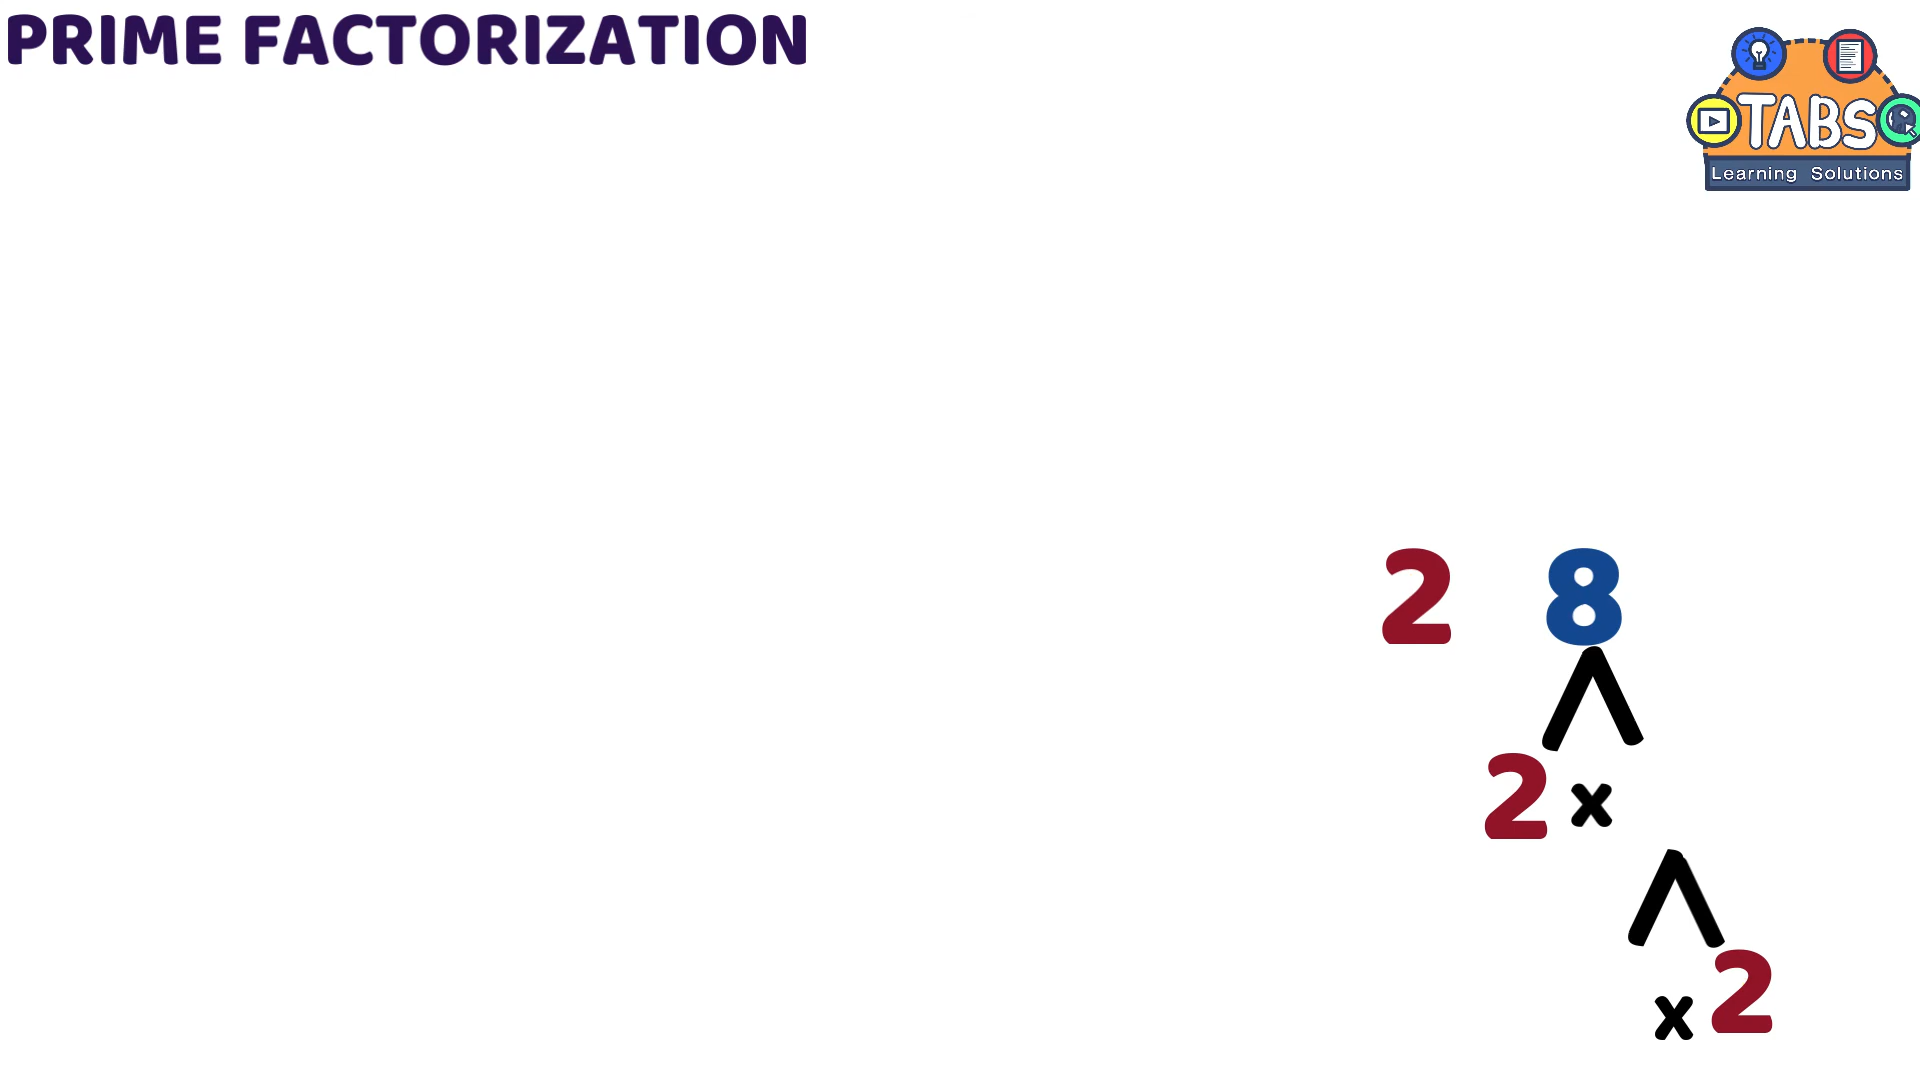 PRIME FACTORIZATION
TABS
Learning Solutions
2 8
2 x
x 2